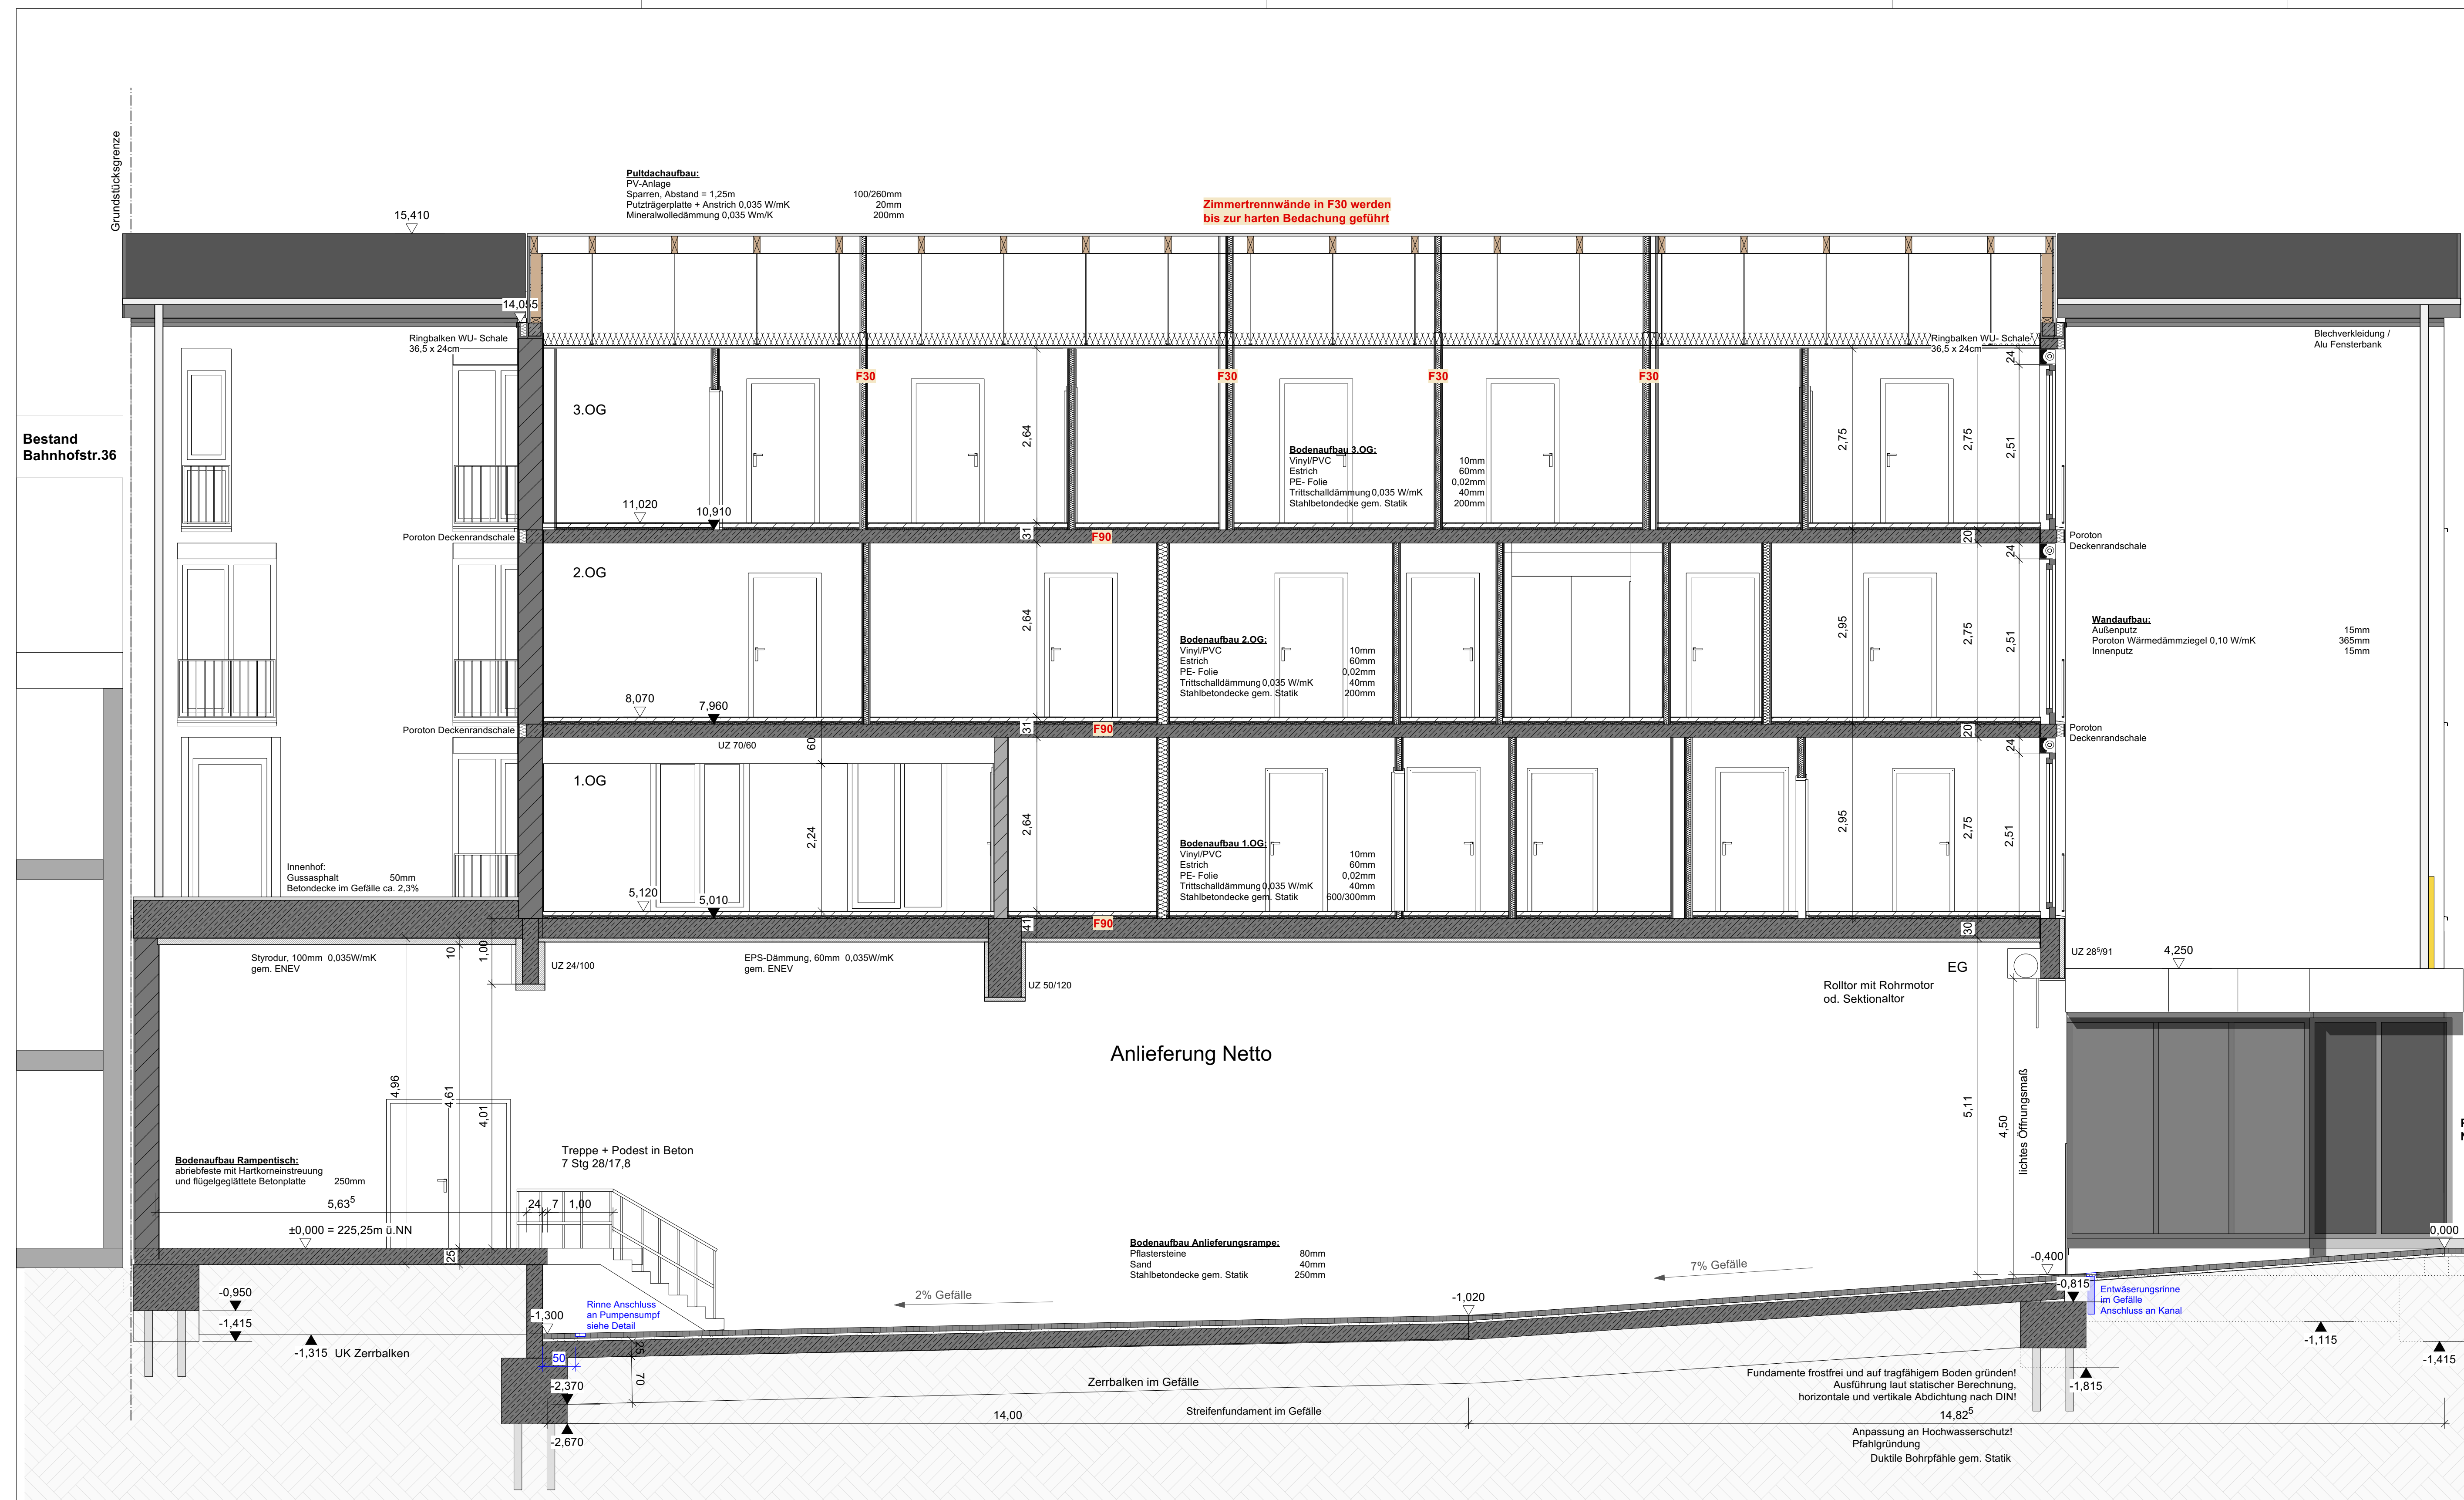 Grundstücksgrenze
Pultdachaufbau:
PV-Anlage
Sparren, Abstand = 1,25m 100/260mm
Putzträgerplatte + Anstrich 0,035 W/mK 20mm
Mineralwolledämmung 0,035 Wm/K 200mm
Zimmertrennwände in F30 werden
bis zur harten Bedachung geführt
15,410
14,055
Ringbalken WU- Schale
36,5 x 24cm
Ringbalken WU- Schale
36,5 x 24cm
24
Blechverkleidung /
Alu Fensterbank
F30
F30
F30
F30
3.OG
Bestand
Bahnhofstr.36
2,64
2,75
2,75
2,51
Bodenaufbau 3.OG:
Vinyl/PVC 10mm
Estrich 60mm
PE- Folie 0,02mm
Trittschalldämmung 0,035 W/mK 40mm
Stahlbetondecke gem. Statik 200mm
11,020
10,910
Poroton Deckenrandschale
31
F90
20
Poroton
Deckenrandschale
24
2.OG
2,64
2,95
2,75
2,51
Bodenaufbau 2.OG:
Vinyl/PVC 10mm
Estrich 60mm
PE- Folie 0,02mm
Trittschalldämmung 0,035 W/mK 40mm
Stahlbetondecke gem. Statik 200mm
Wandaufbau:
Außenputz 15mm
Poroton Wärmedämmziegel 0,10 W/mK 365mm
Innenputz 15mm
8,070
7,960
Poroton Deckenrandschale
31
F90
20
Poroton
Deckenrandschale
24
UZ 70/60
60
1.OG
2,24
2,64
2,95
2,75
2,51
Bodenaufbau 1.OG:
Vinyl/PVC 10mm
Estrich 60mm
PE- Folie 0,02mm
Trittschalldämmung 0,035 W/mK 40mm
Stahlbetondecke gem. Statik 600/300mm
Innenhof:
Gussasphalt 50mm
Betondecke im Gefälle ca. 2,3%
5,120
5,010
41
F90
30
Styrodur, 100mm 0,035W/mK
gem. ENEV
10
1,00
UZ 24/100
EPS-Dämmung, 60mm 0,035W/mK
gem. ENEV
UZ 50/120
EG
UZ 28⁵/91
4,250
Rolltor mit Rohrmotor
od. Sektionaltor
Anlieferung Netto
4,96
4,61
4,01
5,11
4,50
lichtes Öffnungsmaß
Treppe + Podest in Beton
7 Stg 28/17,8
Bodenaufbau Rampentisch:
abriebfeste mit Hartkorneinstreuung
und flügelgeglättete Betonplatte 250mm
5,63⁵
24
7
1,00
±0,000 = 225,25m ü.NN
25
Bodenaufbau Anlieferungsrampe:
Pflastersteine 80mm
Sand 40mm
Stahlbetondecke gem. Statik 250mm
0,000
-0,400
7% Gefälle
2% Gefälle
-0,815
Entwäserungsrinne
im Gefälle
Anschluss an Kanal
-0,950
-1,415
-1,315 UK Zerrbalken
-1,300
Rinne Anschluss
an Pumpensumpf
siehe Detail
-1,020
-1,115
-1,415
50
25
70
-2,370
-2,670
Zerrbalken im Gefälle
Fundamente frostfrei und auf tragfähigem Boden gründen!
Ausführung laut statischer Berechnung,
horizontale und vertikale Abdichtung nach DIN!
-1,815
14,00
Streifenfundament im Gefälle
14,82⁵
Anpassung an Hochwasserschutz!
Pfahlgründung
Duktile Bohrpfähle gem. Statik